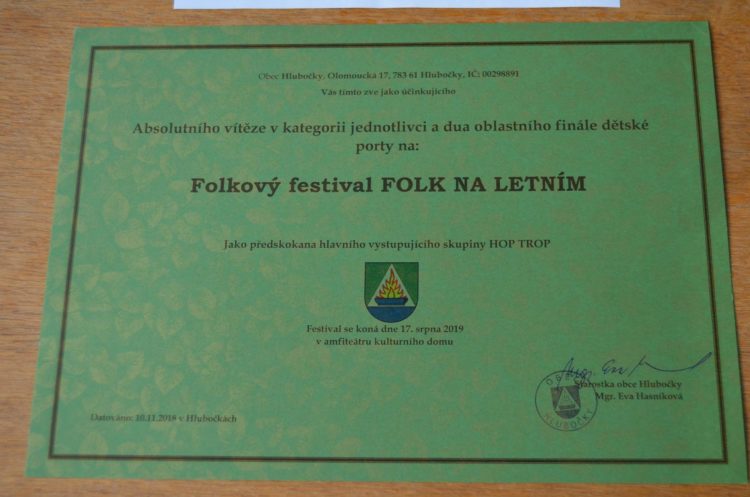 Obec Hlubočky, Olomoucká 17, 783 61 Hlubočky, IČ: 00298891
Vás tímto zve jako účinkujícího
Absolutního vítěze v kategorii jednotlivci a dua oblastního finále dětské
porty na:
Folkový festival FOLK NA LETNÍM
Jako předskokana hlavního vystupujícího skupiny HOP TROP
Festival se koná dne 17. srpna 2019
v amfiteátru kulturního domu
Starostka obce Hlubočky
Mgr. Eva Hasníková
OBEC
HLUBOČKY
Datováno: 10.11.2018 v Hlubočkách